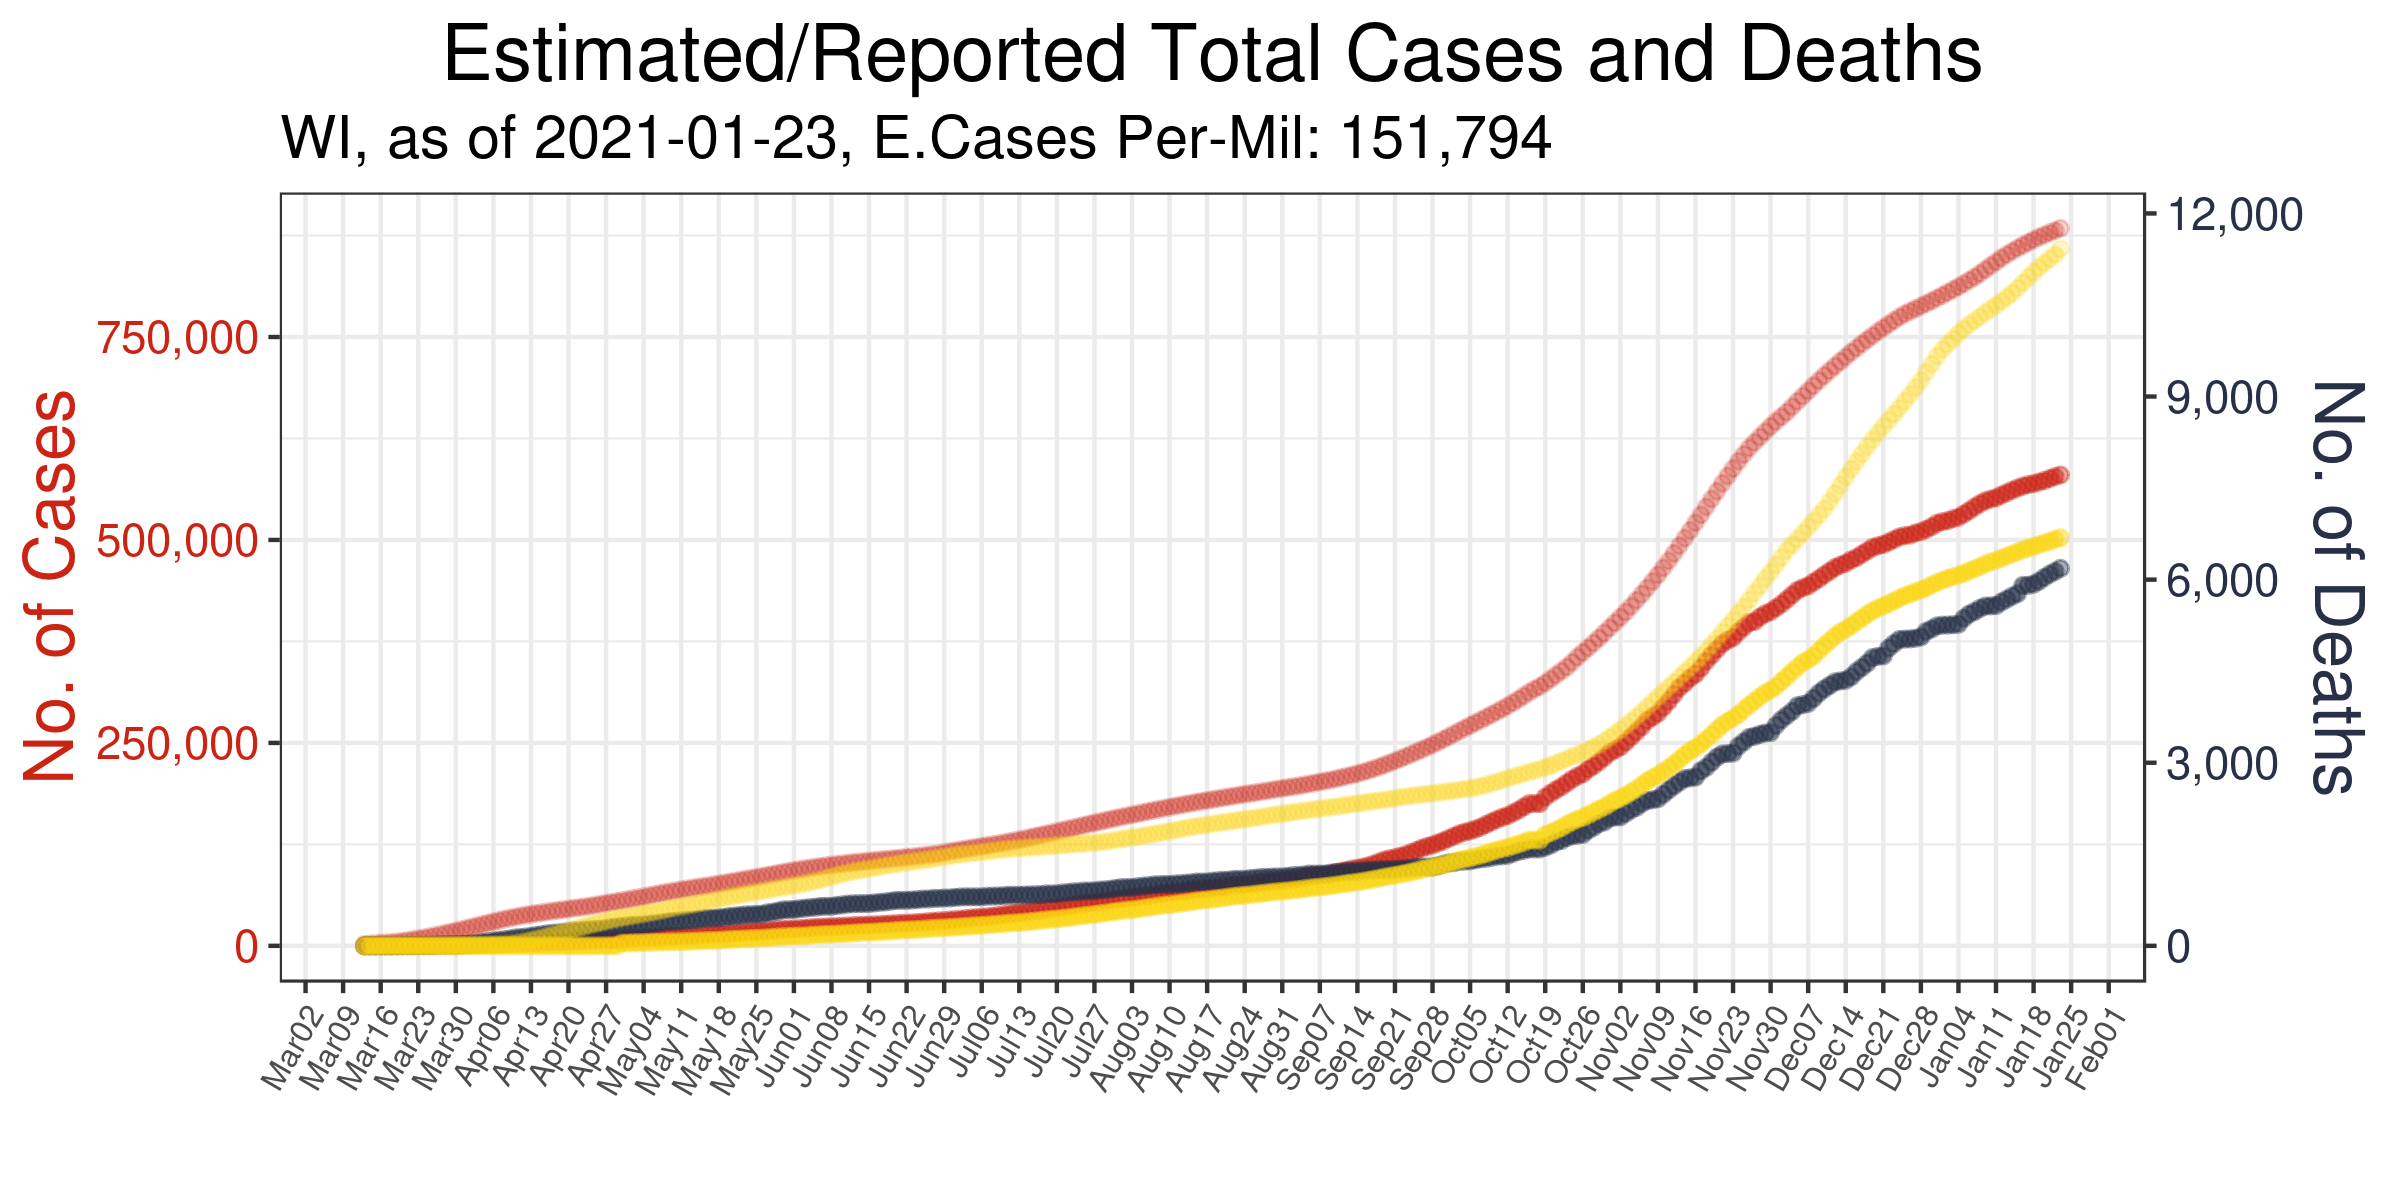 Estimated/Reported Total Cases and Deaths
WI, as of 2021-01-23, E.Cases Per-Mil: 151,794
No. of Cases
750,000
500,000
250,000
0
12,000
9,000
6,000
3,000
0
No. of Deaths
Mar02
Mar09
Mar16
Mar23
Mar30
Apr06
Apr13
Apr20
Apr27
May04
May11
May18
May25
Jun01
Jun08
Jun15
Jun22
Jun29
Jul06
Jul13
Jul20
Jul27
Aug03
Aug10
Aug17
Aug24
Aug31
Sep07
Sep14
Sep21
Sep28
Oct05
Oct12
Oct19
Oct26
Nov02
Nov09
Nov16
Nov23
Nov30
Dec07
Dec14
Dec21
Dec28
Jan04
Jan11
Jan18
Jan25
Feb01